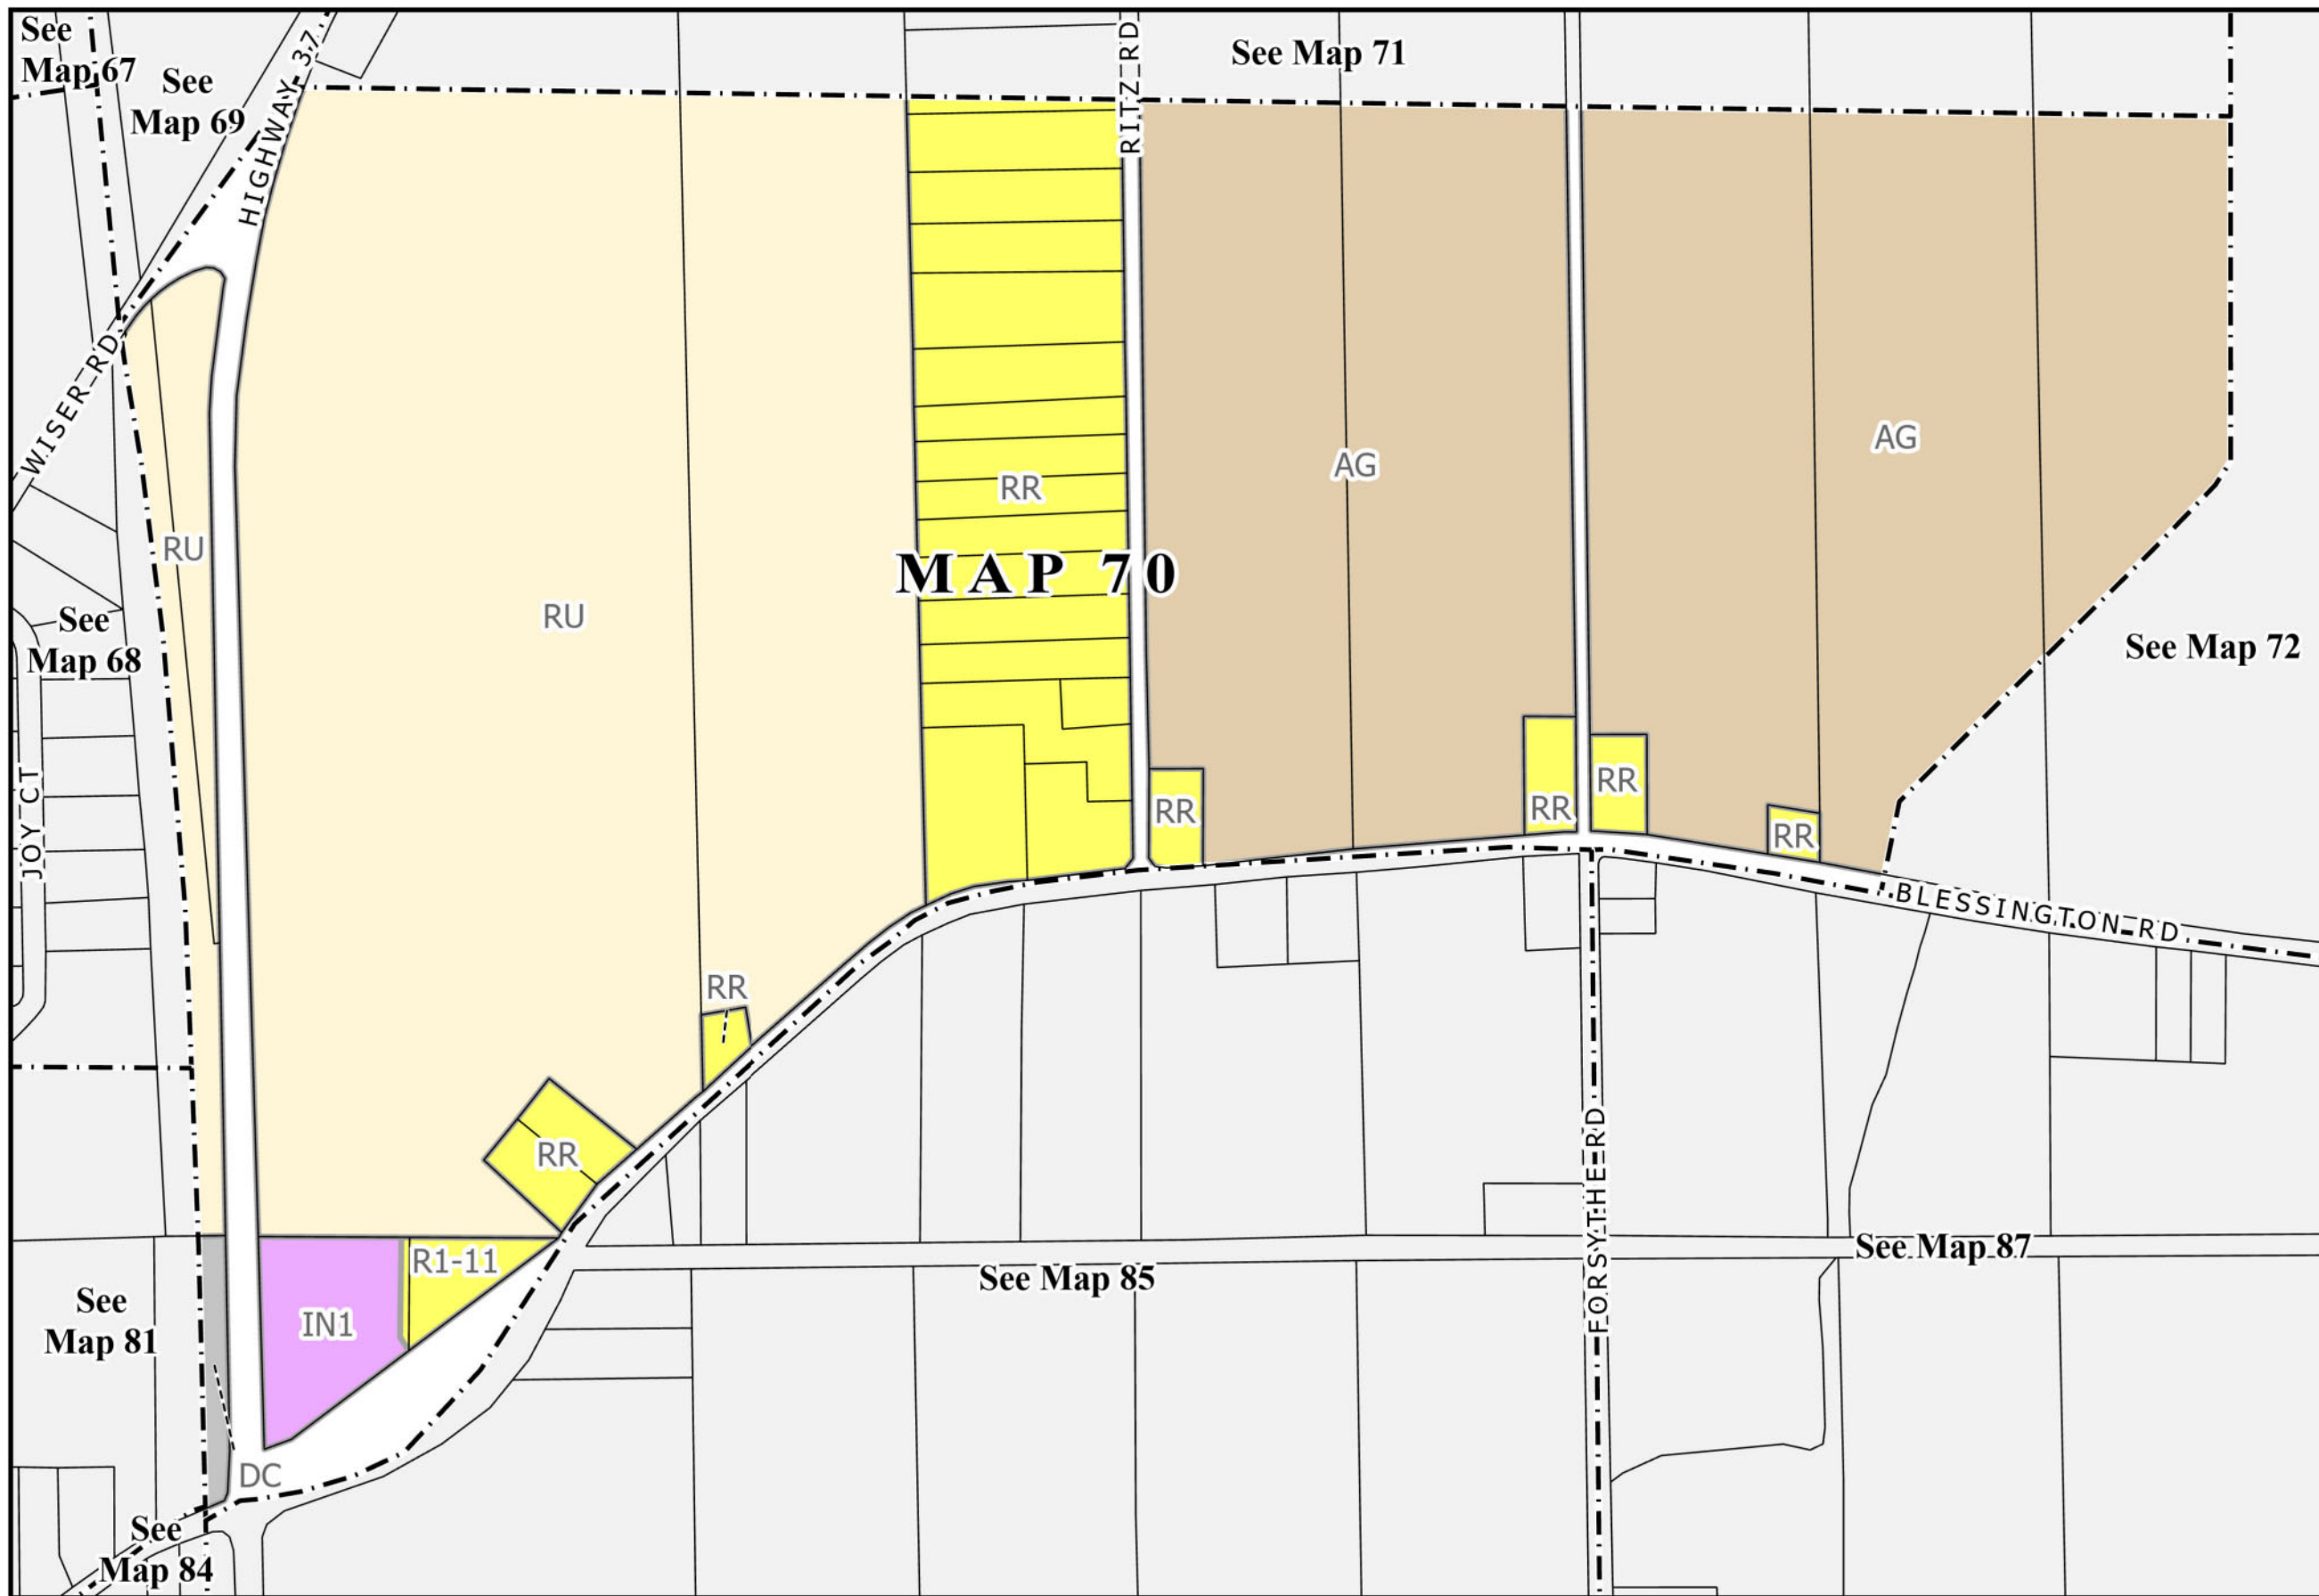 See
Map 67
See
Map 69
HIGHWAY 37
RITZ RD
See Map 71
WISER RD
RU
RU
RR
AG
AG
MAP 70
See
Map 68
See Map 72
JOY CT
RR
RR
RR
RR
BLESSINGTON RD
RR
RR
FORSYTHE RD
R1-11
IN1
See Map 85
See Map 87
See
Map 81
DC
See
Map 84